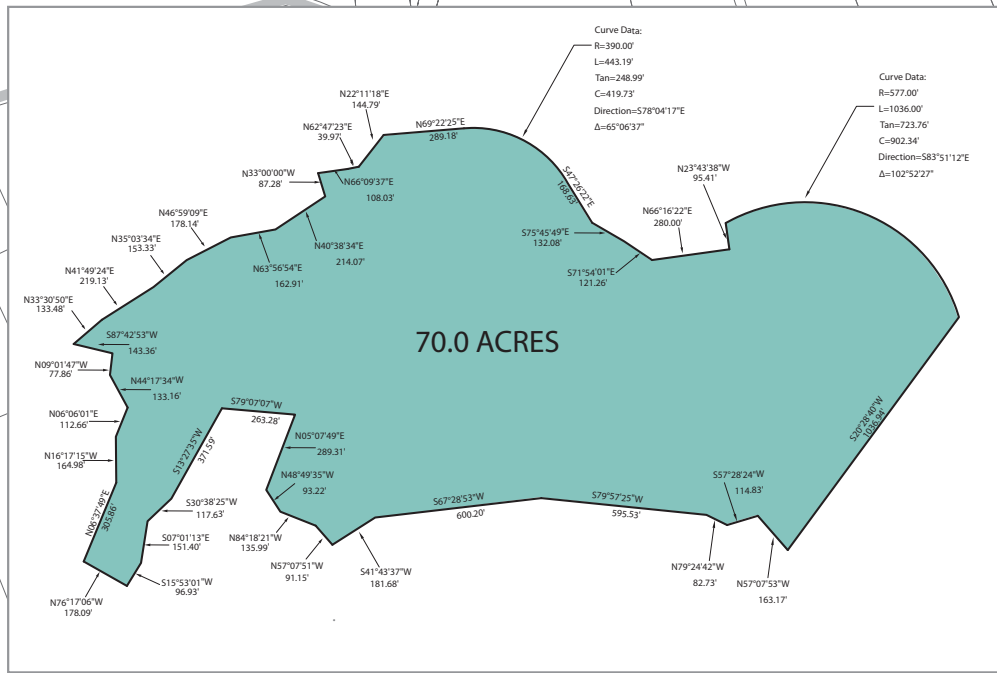 Curve Data:
R=390.00'
L=443.19'
Tan=248.99'
C=419.73'
Direction=S78°04'17"E
Δ=65°06'37"
Curve Data:
R=577.00'
L=1036.00'
Tan=723.76'
C=902.34'
Direction=S83°51'12"E
Δ=102°52'27"
N22°11'18"E
144.79'
N62°47'23"E
39.97'
N69°22'25"E
289.18'
N33°00'00"W
87.28'
N66°09'37"E
108.03'
S47°26'22"E
168.63'
N23°43'38"W
95.41'
N46°59'09"E
178.14'
N66°16'22"E
280.00'
N35°03'34"E
153.33'
S75°45'49"E
132.08'
N40°38'34"E
214.07'
N41°49'24"E
219.13'
N63°56'54"E
162.91'
S71°54'01"E
121.26'
N33°30'50"E
133.48'
S87°42'53"W
143.36'
70.0 ACRES
N09°01'47"W
77.86'
N44°17'34"W
133.16'
S79°07'07"W
263.28'
N06°06'01"E
112.66'
S20°28'40"W
1036.94'
N05°07'49"E
289.31'
S13°27'35"W
371.59'
N16°17'15"W
164.98'
N48°49'35"W
93.22'
S57°28'24"W
114.83'
N06°37'49"E
305.86'
S30°38'25"W
117.63'
S67°28'53"W
600.20'
S79°57'25"W
595.53'
S07°01'13"E
151.40'
N84°18'21"W
135.99'
N57°07'51"W
91.15'
S41°43'37"W
181.68'
N79°24'42"W
82.73'
N57°07'53"W
163.17'
S15°53'01"W
96.93'
N76°17'06"W
178.09'